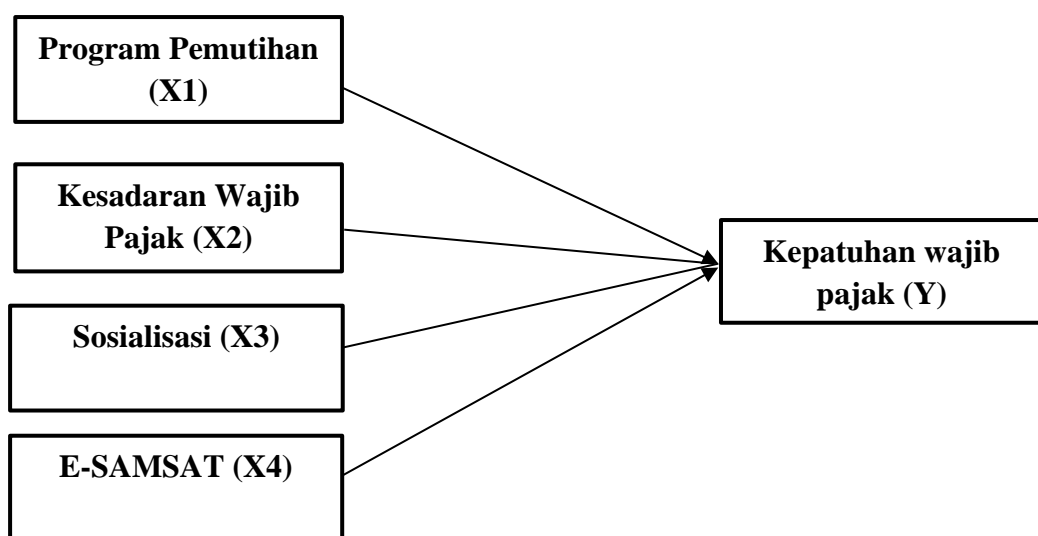 Program Pemutihan
(X1)
Kesadaran Wajib
Pajak (X2)
Sosialisasi (X3)
E-SAMSAT (X4)
Kepatuhan wajib
pajak (Y)